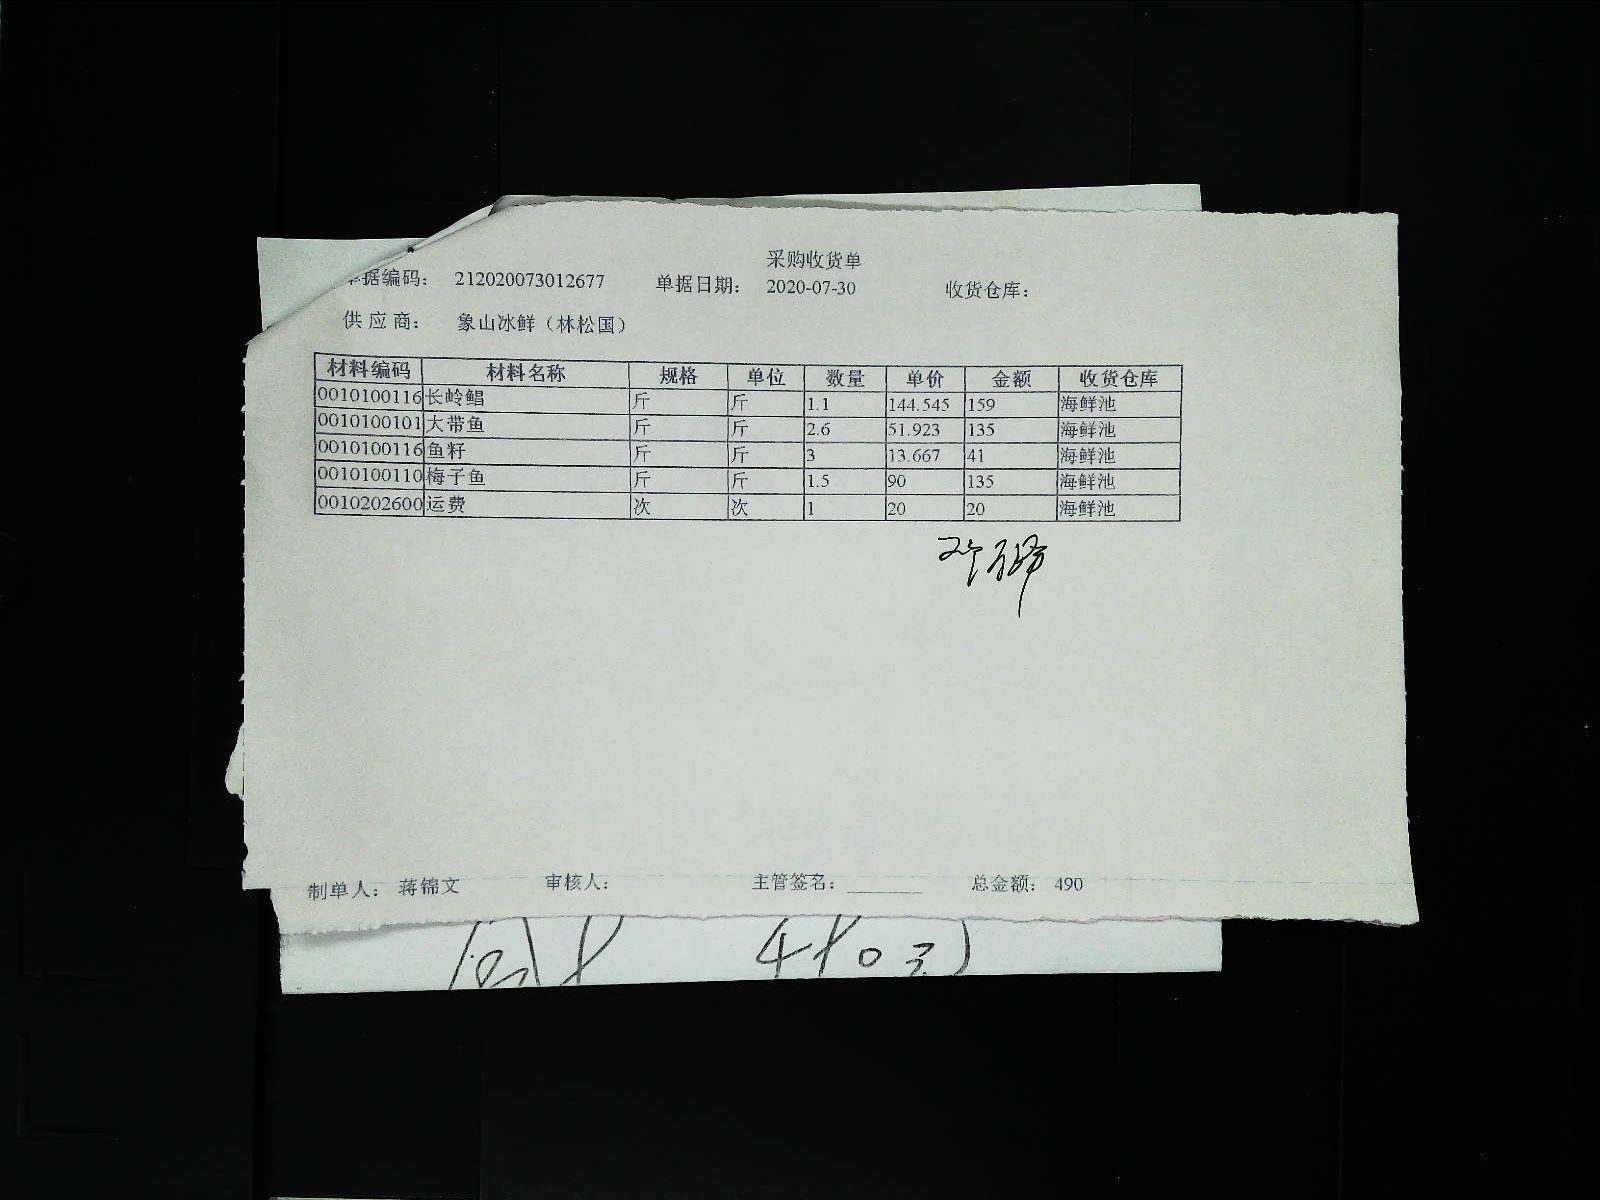 采购收货单
单据编码： 212020073012677 单据日期： 2020-07-30 收货仓库：
供应商： 象山冰鲜（林松国）
材料编码 材料名称 规格 单位 数量 单价 金额 收货仓库
0010100116 长岭鲳 斤 斤 1.1 144.545 159 海鲜池
0010100101 大带鱼 斤 斤 2.6 51.923 135 海鲜池
0010100116 鱼籽 斤 斤 3 13.667 41 海鲜池
0010100110 梅子鱼 斤 斤 1.5 90 135 海鲜池
0010202600 运费 次 次 1 20 20 海鲜池
制单人： 蒋锦文 审核人： 主管签名：________ 总金额： 490